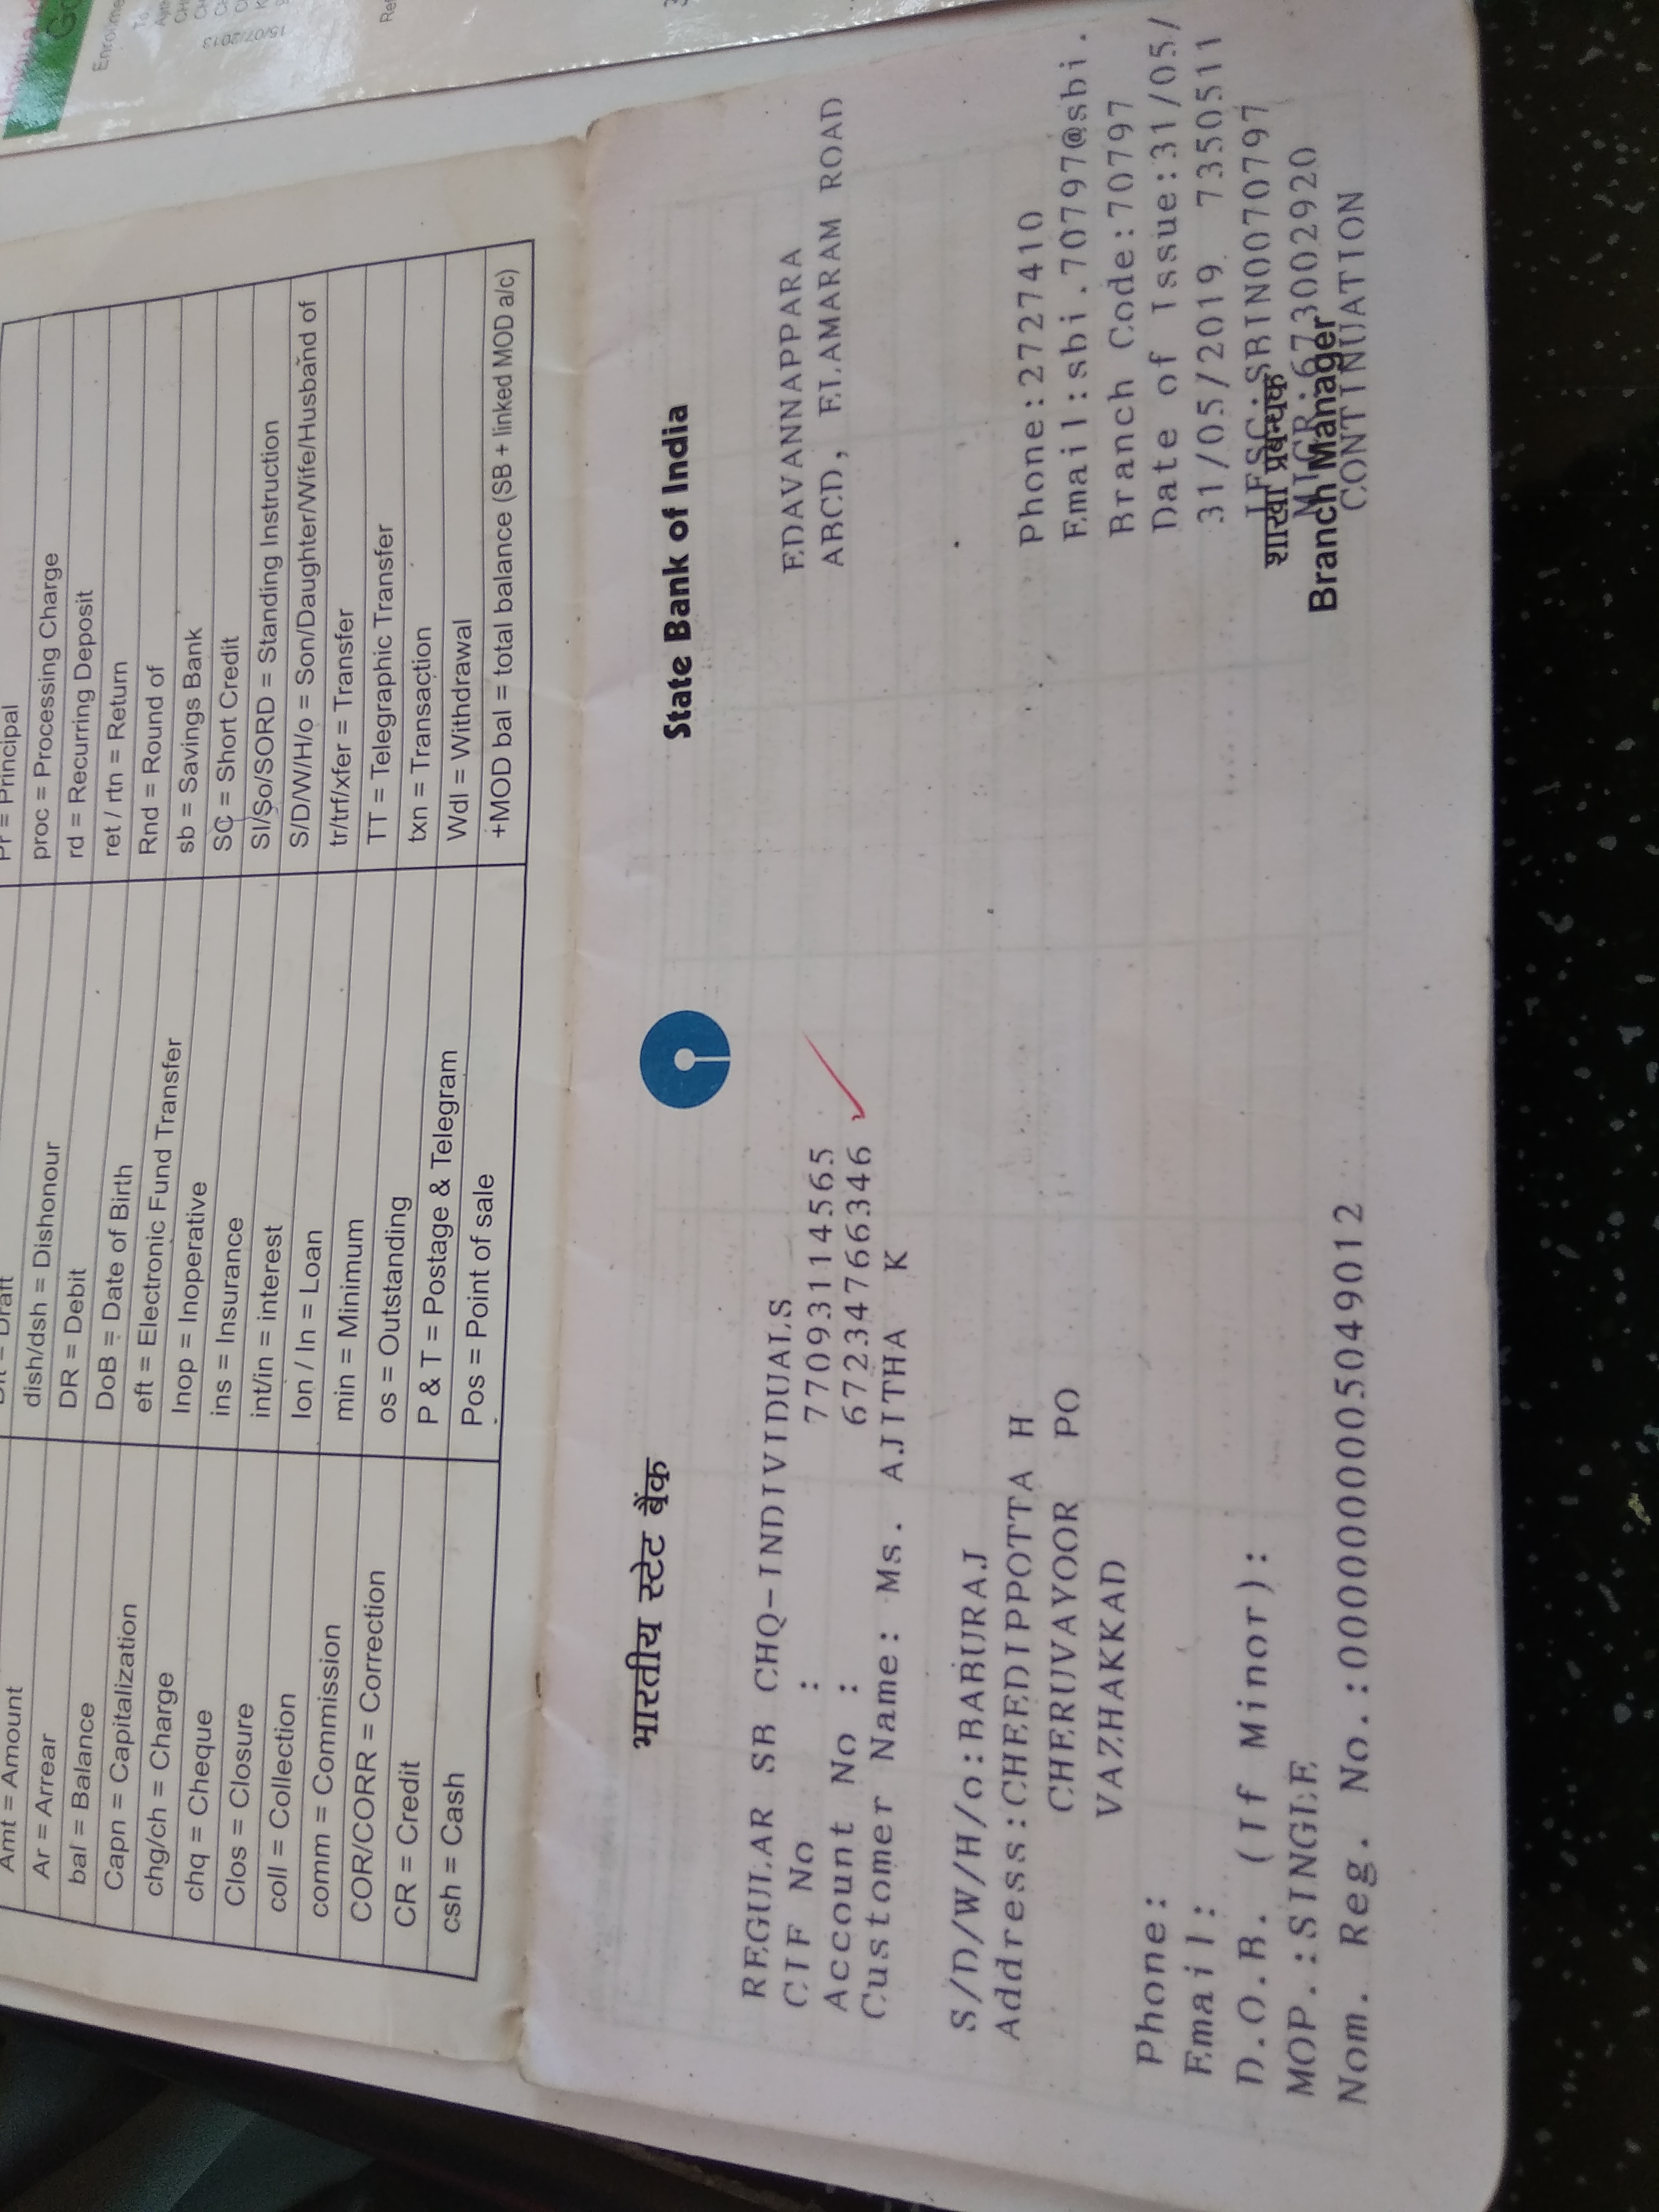 Enrolme
To
15/07/2013
Amt = Amount
Ar = Arrear
bal = Balance
Capn = Capitalization
chg/ch = Charge
chq = Cheque
Clos = Closure
coll = Collection
comm = Commission
COR/CORR = Correction
CR = Credit
csh = Cash
dish/dsh = Dishonour
DR = Debit
DoB = Date of Birth
eft = Electronic Fund Transfer
Inop = Inoperative
ins = Insurance
int/in = interest
lon / ln = Loan
min = Minimum
os = Outstanding
P & T = Postage & Telegram
Pos = Point of sale
Pr = Principal
proc = Processing Charge
rd = Recurring Deposit
ret / rtn = Return
Rnd = Round of
sb = Savings Bank
SC = Short Credit
SI/So/SORD = Standing Instruction
S/D/W/H/o = Son/Daughter/Wife/Husband of
tr/trf/xfer = Transfer
TT = Telegraphic Transfer
txn = Transaction
Wdl = Withdrawal
+MOD bal = total balance (SB + linked MOD a/c)
भारतीय स्टेट बैंक
State Bank of India
REGULAR SB CHQ-INDIVIDUALS
CIF No : 77093114565
Account No : 67234766346
Customer Name: Ms. AJITHA K
S/D/W/H/o:BABURAJ
Address:CHEEDIPPOTTA H
CHERUVAYOOR PO
VAZHAKKAD
Phone:
Email:
D.O.B. (If Minor):
MOP.:SINGLE
Nom. Reg. No.:0000000005049012
EDAVANNAPPARA
ABCD, ELAMARAM ROAD
Phone:2727410
Email:sbi.70797@sbi.
Branch Code:70797
Date of Issue:31/05/
31/05/2019 7350511
IFSC:SBIN0070797
MICR:673002920
शाखा प्रबन्धक
Branch Manager
CONTINUATION